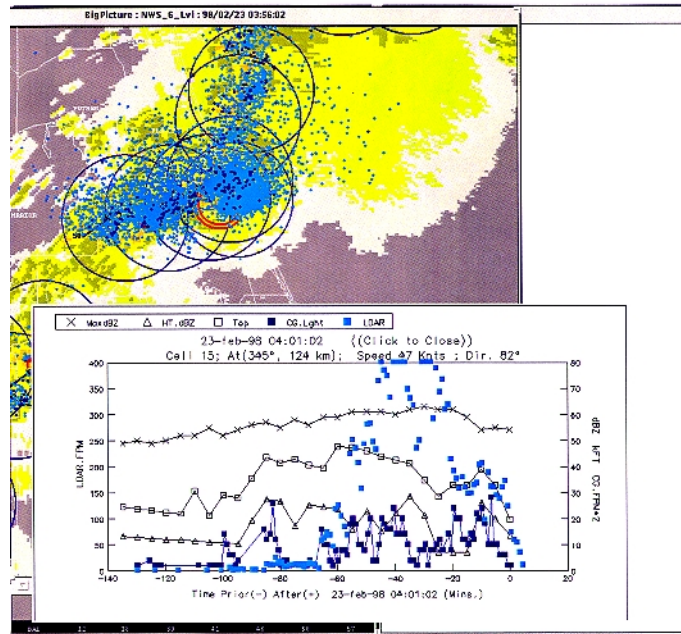 BigPicture : NWS_6_Lvl : 98/02/23 03:56:02
PUTNAM
MARION
MaxdBZ HT.dBZ Top CG.Lght LDAR
23-feb-98 04:01:02 ((Click to Close))
Cell 15; At(345°, 124 km); Speed 47 Knts ; Dir. 82°
400 80
350 70
300 60
250 50
200 40
150 30
100 20
50 10
0 0
LDAR.FPM
dBZ KFT CG.FPM*2
-140 -120 -100 -80 -60 -40 -20 0 20
Time Prior(-) After(+) 23-feb-98 04:01:02 (Mins.)